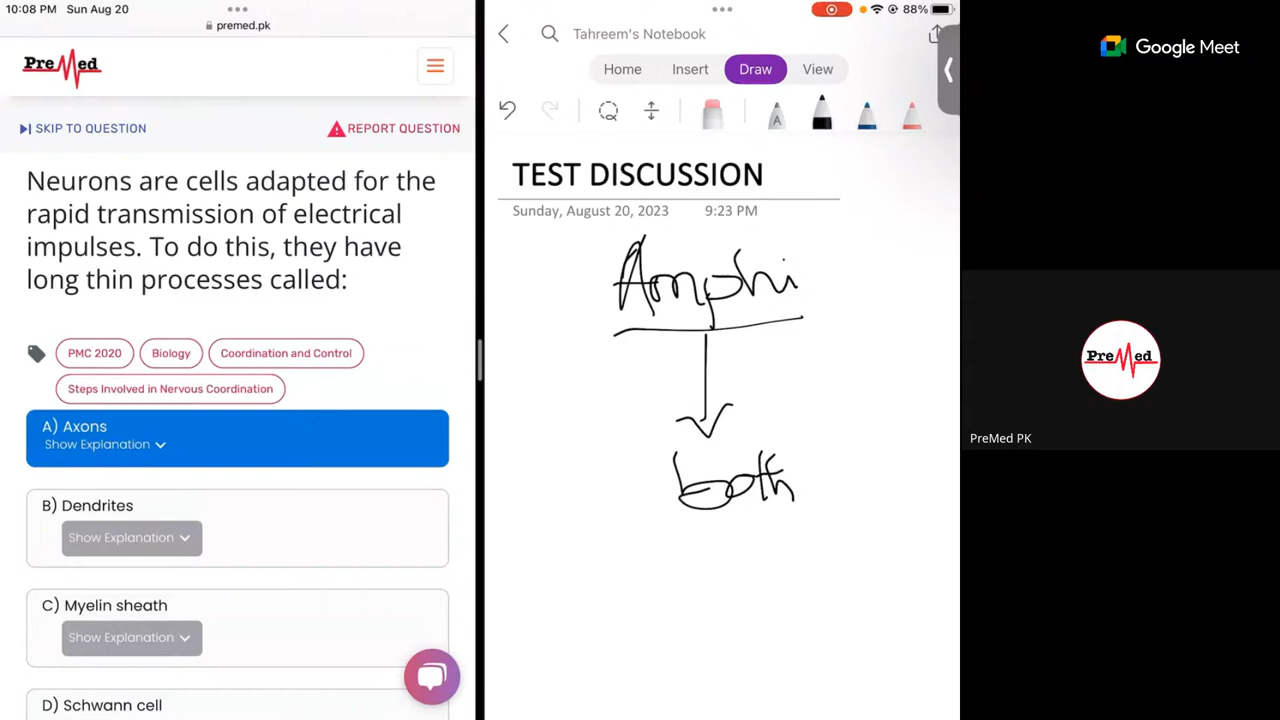 10:08 PM Sun Aug 20
premed.pk
PreMed
SKIP TO QUESTION
REPORT QUESTION
Neurons are cells adapted for the
rapid transmission of electrical
impulses. To do this, they have
long thin processes called:
PMC 2020
Biology
Coordination and Control
Steps Involved in Nervous Coordination
A) Axons
Show Explanation
B) Dendrites
Show Explanation
C) Myelin sheath
Show Explanation
D) Schwann cell
88%
Tahreem's Notebook
Home
Insert
Draw
View
A
TEST DISCUSSION
Sunday, August 20, 2023 9:23 PM
Amphi
both
Google Meet
PreMed
PreMed PK